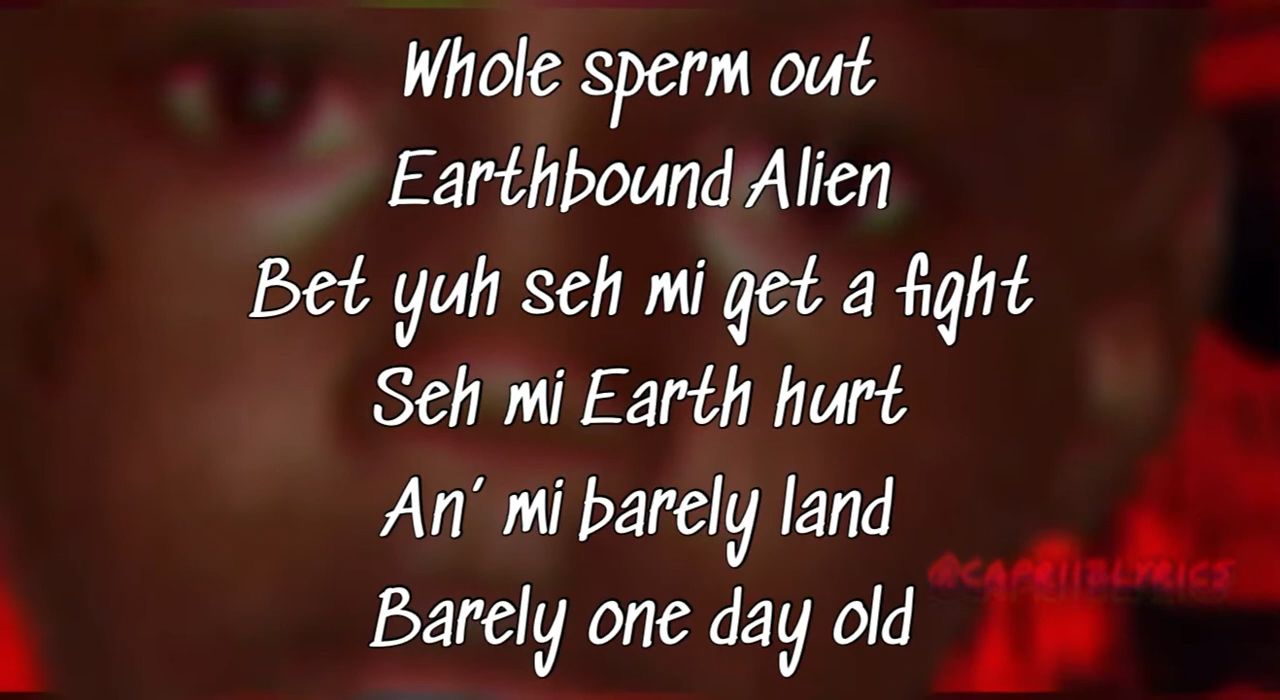 Whole sperm out
Earthbound Alien
Bet yuh seh mi get a fight
Seh mi Earth hurt
An' mi barely land
Barely one day old
@CAPRIIZLYRICS